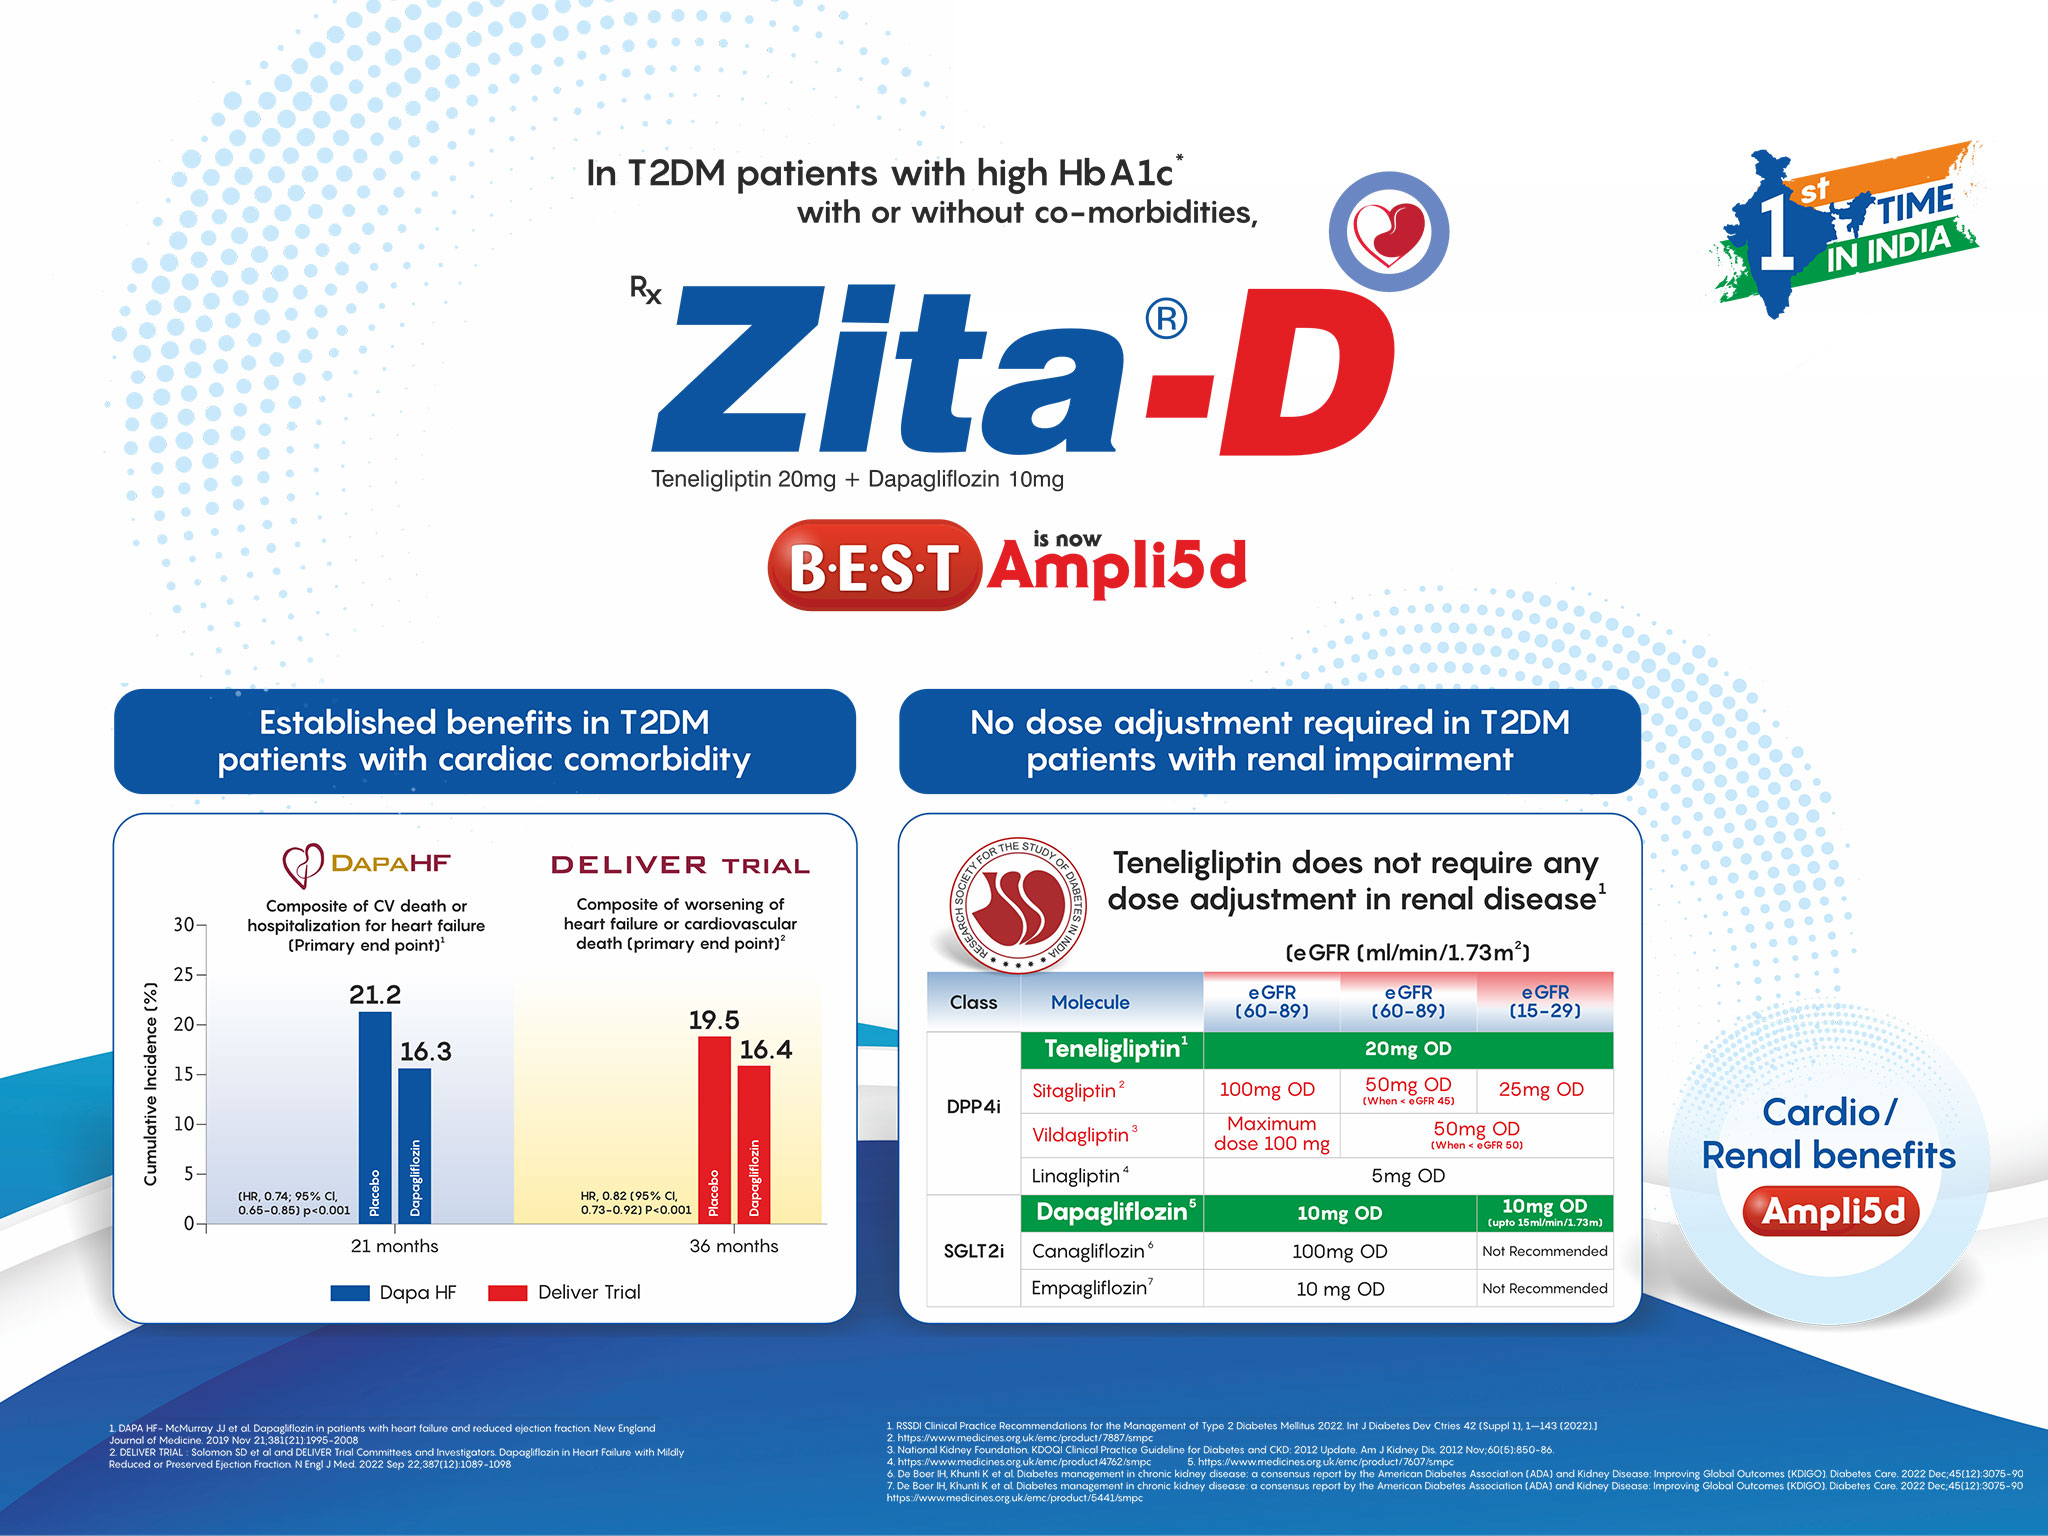 In T2DM patients with high HbA1c*
with or without co-morbidities,
1st TIME
IN INDIA
Rx Zita®-D
Teneligliptin 20mg + Dapagliflozin 10mg
B·E·S·T is now Ampli5d
Established benefits in T2DM
patients with cardiac comorbidity
DAPAHF
DELIVER TRIAL
Composite of CV death or
hospitalization for heart failure
(Primary end point)¹
Composite of worsening of
heart failure or cardiovascular
death (primary end point)²
Cumulative Incidence (%)
30
25
20
15
10
5
0
21.2
16.3
19.5
16.4
Placebo
Dapagliflozin
Placebo
Dapagliflozin
(HR, 0.74; 95% CI,
0.65-0.85) p<0.001
HR, 0.82 (95% CI,
0.73-0.92) P<0.001
21 months
36 months
Dapa HF
Deliver Trial
No dose adjustment required in T2DM
patients with renal impairment
RESEARCH SOCIETY FOR THE STUDY OF DIABETES IN INDIA
Teneligliptin does not require any
dose adjustment in renal disease¹
(eGFR (ml/min/1.73m²)
Class Molecule eGFR (60-89) eGFR (60-89) eGFR (15-29)
DPP4i
Teneligliptin¹ 20mg OD
Sitagliptin² 100mg OD 50mg OD (When < eGFR 45) 25mg OD
Vildagliptin³ Maximum dose 100 mg 50mg OD (When < eGFR 50)
Linagliptin⁴ 5mg OD
SGLT2i
Dapagliflozin⁵ 10mg OD 10mg OD (upto 15ml/min/1.73m)
Canagliflozin⁶ 100mg OD Not Recommended
Empagliflozin⁷ 10 mg OD Not Recommended
Cardio/
Renal benefits
Ampli5d
1. DAPA HF- McMurray JJ et al. Dapagliflozin in patients with heart failure and reduced ejection fraction. New England
Journal of Medicine. 2019 Nov 21;381(21):1995-2008
2. DELIVER TRIAL : Solomon SD et al and DELIVER Trial Committees and Investigators. Dapagliflozin in Heart Failure with Mildly
Reduced or Preserved Ejection Fraction. N Engl J Med. 2022 Sep 22;387(12):1089-1098
1. RSSDI Clinical Practice Recommendations for the Management of Type 2 Diabetes Mellitus 2022. Int J Diabetes Dev Ctries 42 (Suppl 1), 1–143 (2022).)
2. https://www.medicines.org.uk/emc/product/7887/smpc
3. National Kidney Foundation. KDOQI Clinical Practice Guideline for Diabetes and CKD: 2012 Update. Am J Kidney Dis. 2012 Nov;60(5):850-86.
4. https://www.medicines.org.uk/emc/product/4762/smpc 5. https://www.medicines.org.uk/emc/product/7607/smpc
6. De Boer IH, Khunti K et al. Diabetes management in chronic kidney disease: a consensus report by the American Diabetes Association (ADA) and Kidney Disease: Improving Global Outcomes (KDIGO). Diabetes Care. 2022 Dec;45(12):3075-90
7. De Boer IH, Khunti K et al. Diabetes management in chronic kidney disease: a consensus report by the American Diabetes Association (ADA) and Kidney Disease: Improving Global Outcomes (KDIGO). Diabetes Care. 2022 Dec;45(12):3075-90
https://www.medicines.org.uk/emc/product/5441/smpc